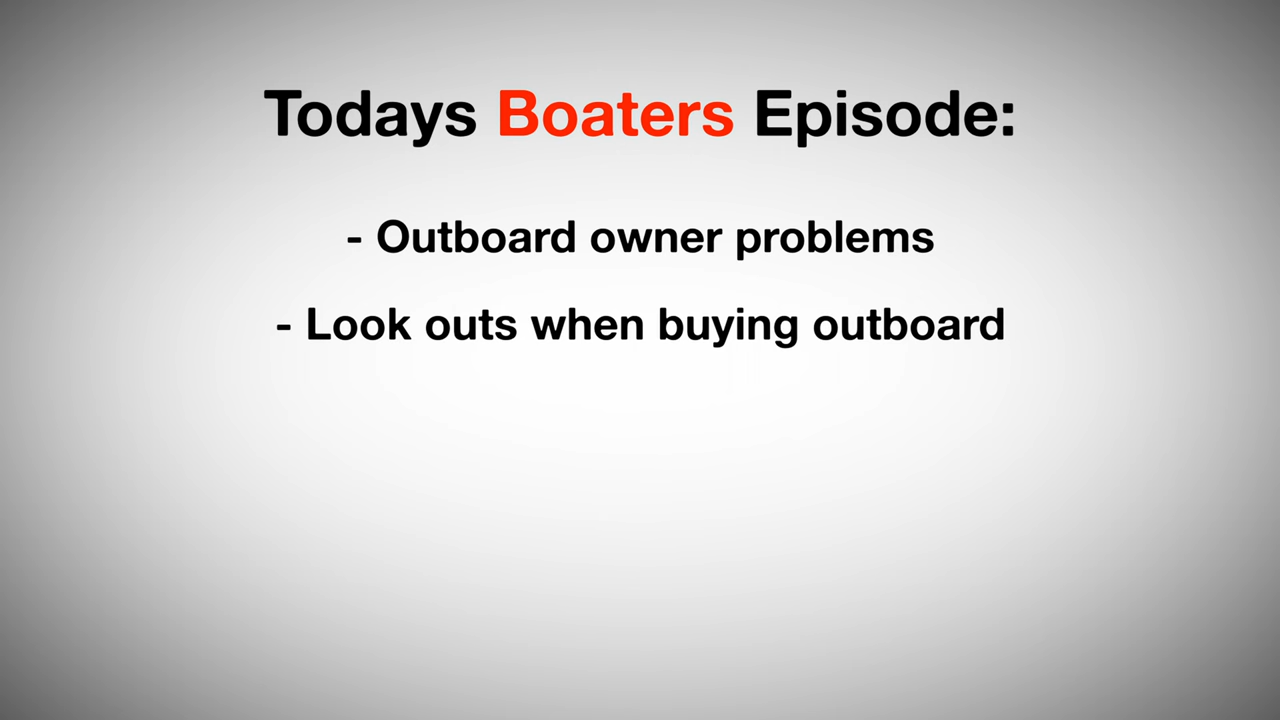 Todays Boaters Episode:
- Outboard owner problems
- Look outs when buying outboard